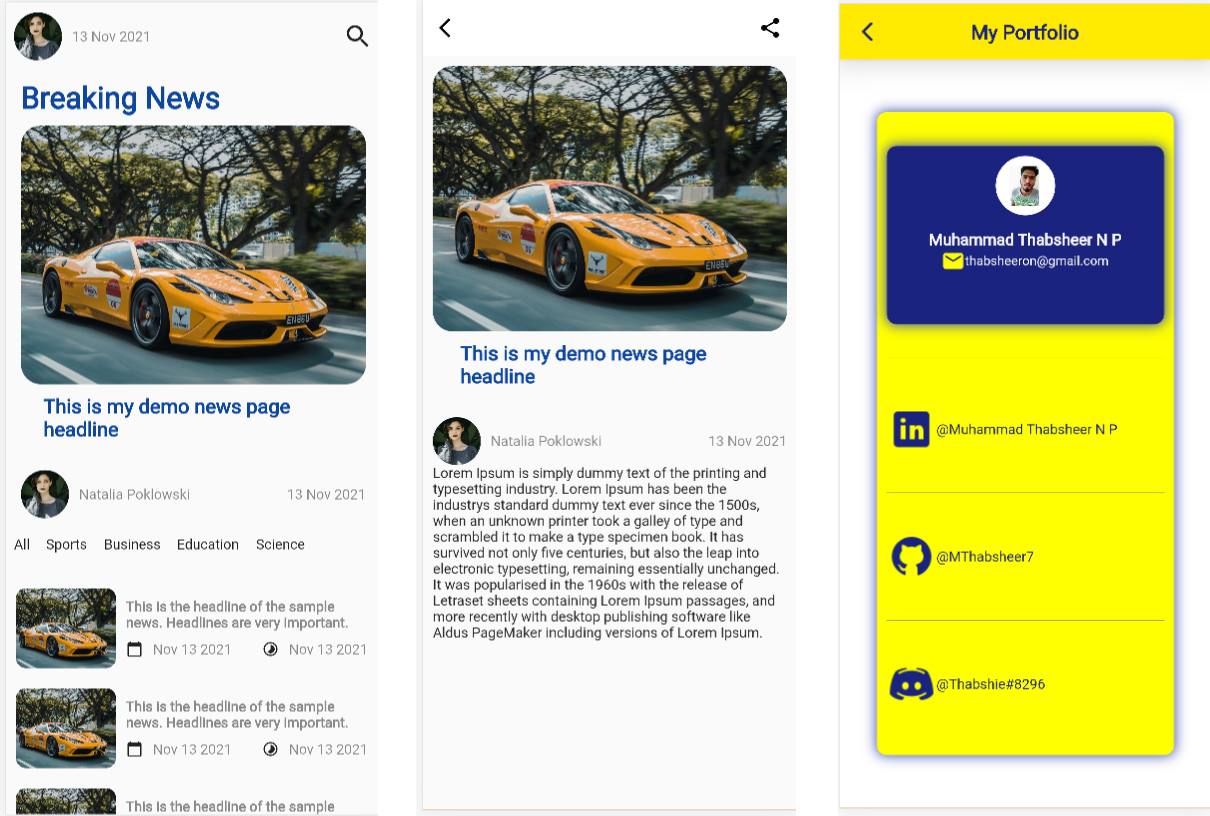 13 Nov 2021
Breaking News
This is my demo news page
headline
Natalia Poklowski
13 Nov 2021
All Sports Business Education Science
This is the headline of the sample
news. Headlines are very Important.
Nov 13 2021
Nov 13 2021
This is the headline of the sample
news. Headlines are very Important.
Nov 13 2021
Nov 13 2021
This is the headline of the sample
This is my demo news page
headline
Natalia Poklowski
13 Nov 2021
Lorem Ipsum is simply dummy text of the printing and
typesetting industry. Lorem Ipsum has been the
industrys standard dummy text ever since the 1500s,
when an unknown printer took a galley of type and
scrambled it to make a type specimen book. It has
survived not only five centuries, but also the leap into
electronic typesetting, remaining essentially unchanged.
It was popularised in the 1960s with the release of
Letraset sheets containing Lorem Ipsum passages, and
more recently with desktop publishing software like
Aldus PageMaker including versions of Lorem Ipsum.
My Portfolio
Muhammad Thabsheer N P
thabsheeron@gmail.com
in
@Muhammad Thabsheer N P
@MThabsheer7
@Thabshie#8296